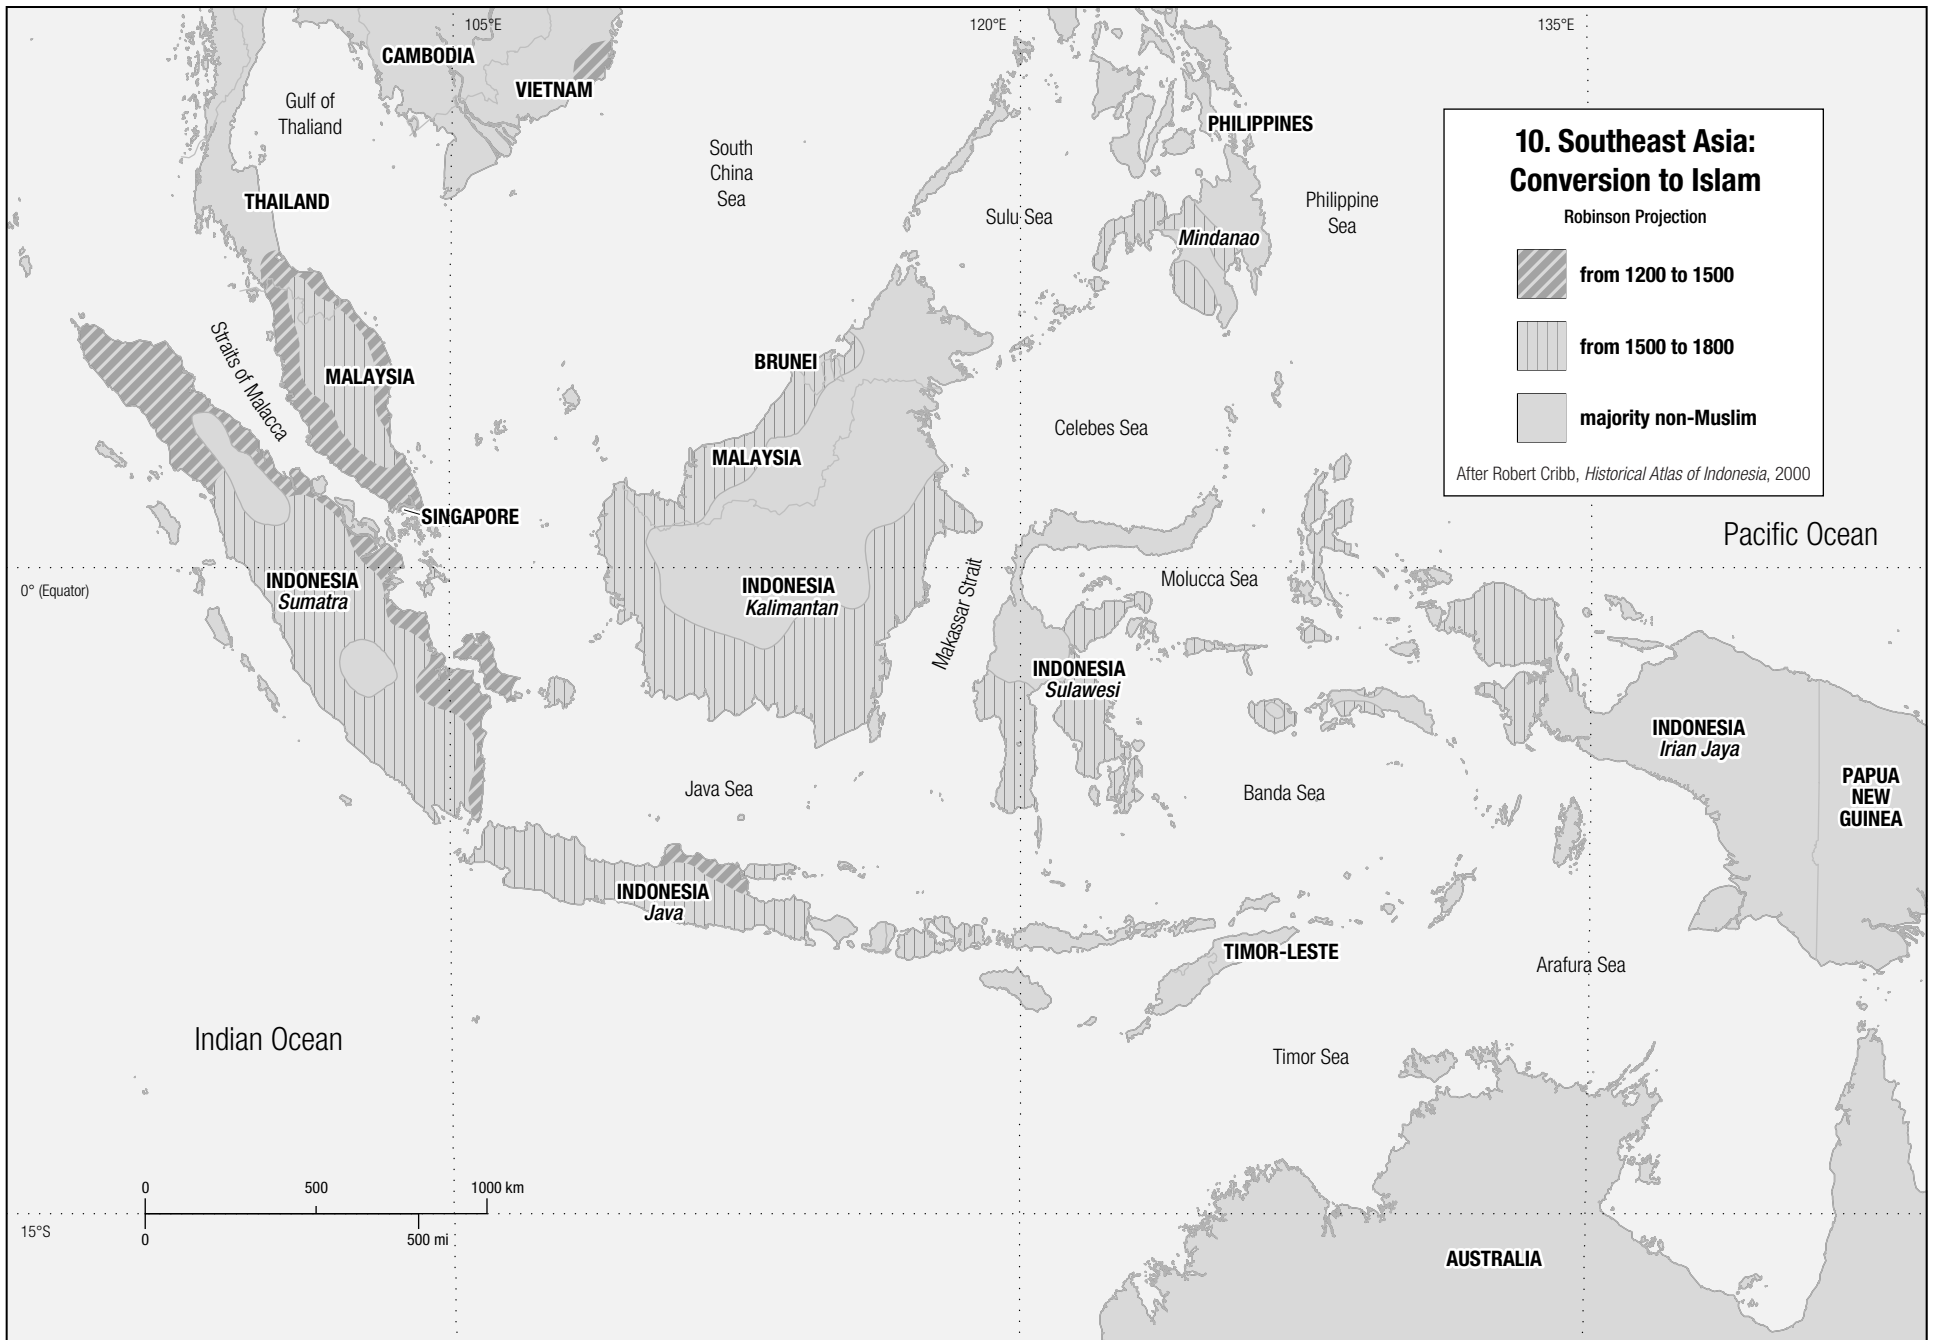 105°E
120°E
135°E
CAMBODIA
VIETNAM
Gulf of
Thaliand
PHILIPPINES
10. Southeast Asia:
Conversion to Islam
Robinson Projection
from 1200 to 1500
from 1500 to 1800
majority non-Muslim
After Robert Cribb, Historical Atlas of Indonesia, 2000
South
China
Sea
THAILAND
Sulu Sea
Philippine
Sea
Mindanao
Straits of Malacca
BRUNEI
MALAYSIA
Celebes Sea
MALAYSIA
SINGAPORE
Pacific Ocean
0° (Equator)
INDONESIA
Sumatra
INDONESIA
Kalimantan
Makassar Strait
Molucca Sea
INDONESIA
Sulawesi
INDONESIA
Irian Jaya
PAPUA
NEW
GUINEA
Java Sea
Banda Sea
INDONESIA
Java
TIMOR-LESTE
Arafura Sea
Indian Ocean
Timor Sea
0 500 1000 km
0 500 mi
15°S
AUSTRALIA